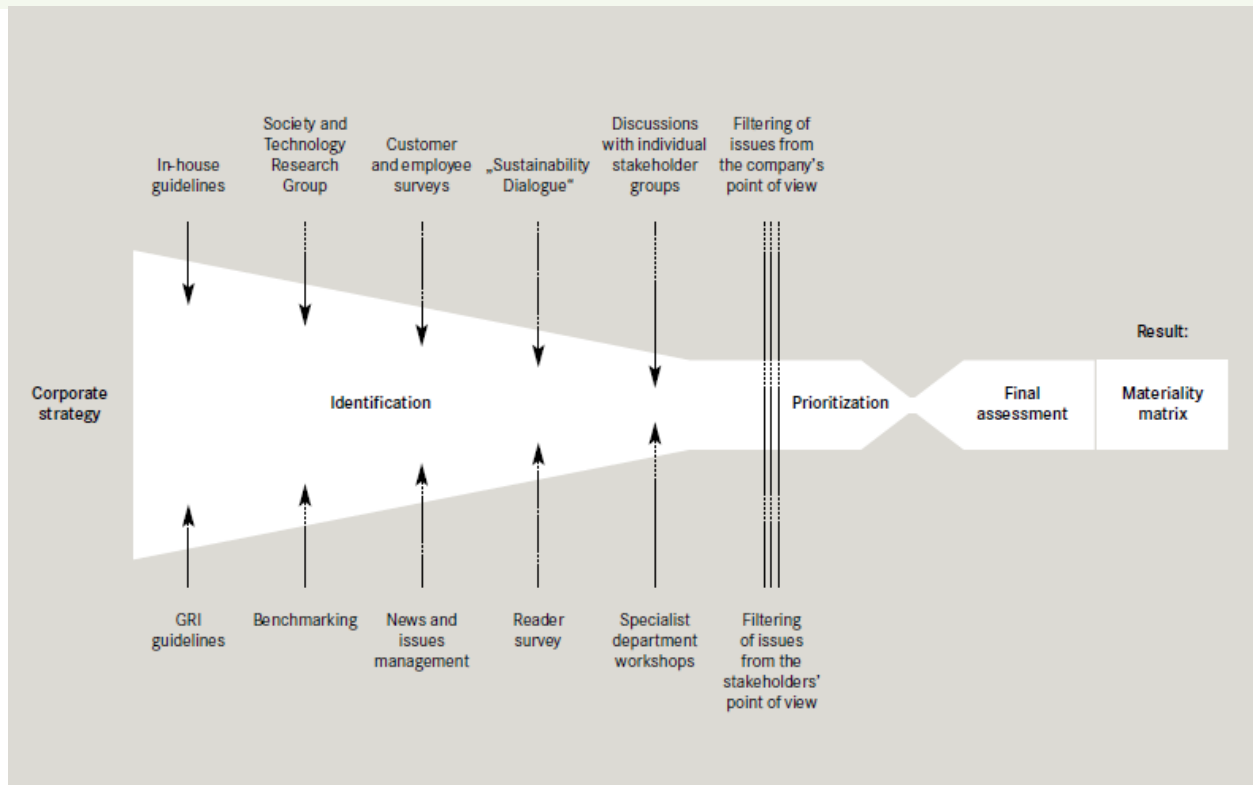 In-house
guidelines
Society and
Technology
Research
Group
Customer
and employee
surveys
„Sustainability
Dialogue“
Discussions
with individual
stakeholder
groups
Filtering of
issues from
the company’s
point of view
Corporate
strategy
Identification
Prioritization
Final
assessment
Result:
Materiality
matrix
GRI
guidelines
Benchmarking
News and
issues
management
Reader
survey
Specialist
department
workshops
Filtering
of issues
from the
stakeholders’
point of view